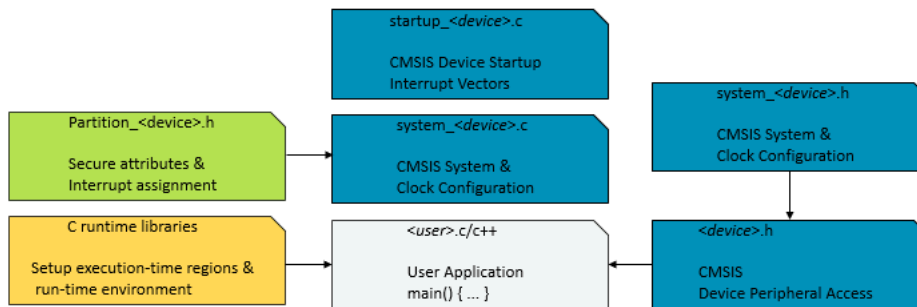 startup_<device>.c
CMSIS Device Startup
Interrupt Vectors
system_<device>.h
CMSIS System &
Clock Configuration
Partition_<device>.h
Secure attributes &
Interrupt assignment
system_<device>.c
CMSIS System &
Clock Configuration
C runtime libraries
Setup execution-time regions &
run-time environment
<user>.c/c++
User Application
main() { ... }
<device>.h
CMSIS
Device Peripheral Access